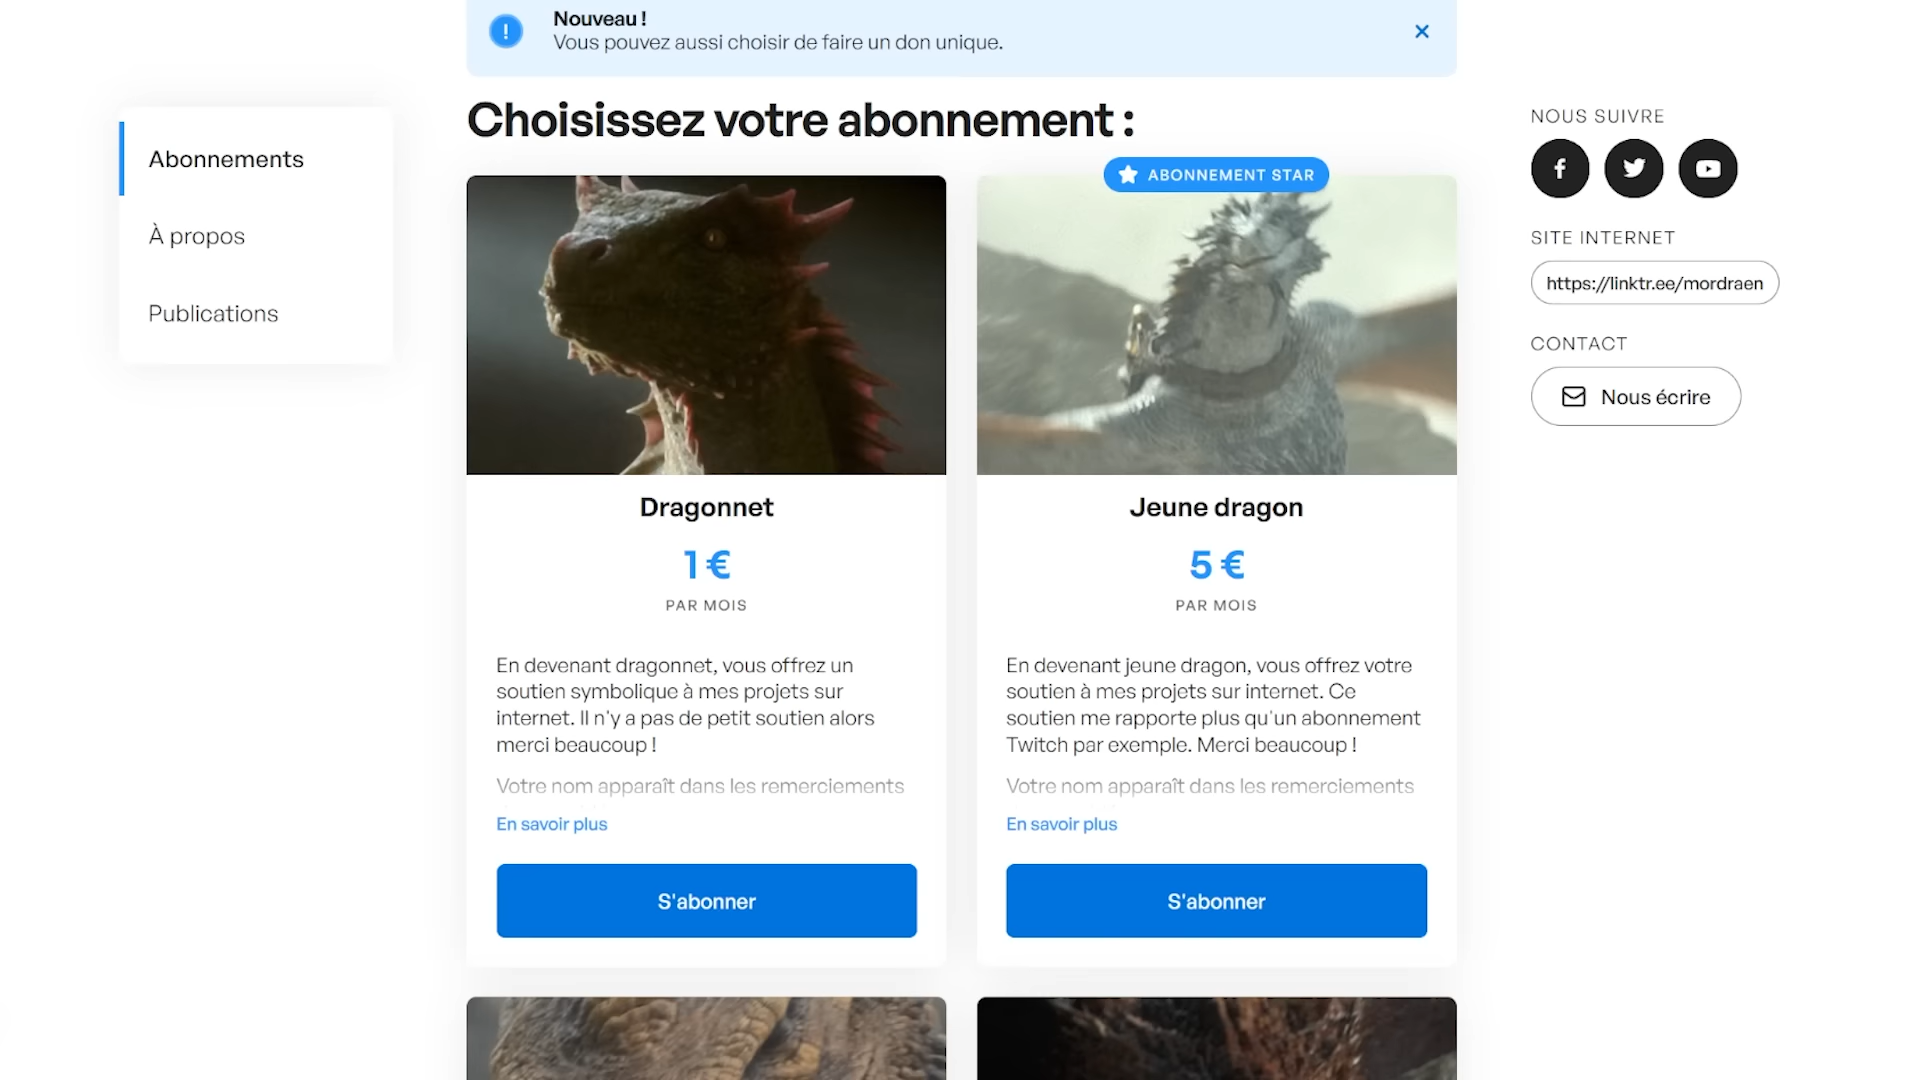 Nouveau !
Vous pouvez aussi choisir de faire un don unique.
Abonnements
À propos
Publications
Choisissez votre abonnement :
ABONNEMENT STAR
Dragonnet
1 €
PAR MOIS
En devenant dragonnet, vous offrez un
soutien symbolique à mes projets sur
internet. Il n'y a pas de petit soutien alors
merci beaucoup !
Votre nom apparaît dans les remerciements
En savoir plus
S'abonner
Jeune dragon
5 €
PAR MOIS
En devenant jeune dragon, vous offrez votre
soutien à mes projets sur internet. Ce
soutien me rapporte plus qu'un abonnement
Twitch par exemple. Merci beaucoup !
Votre nom apparaît dans les remerciements
En savoir plus
S'abonner
NOUS SUIVRE
SITE INTERNET
https://linktr.ee/mordraen
CONTACT
Nous écrire